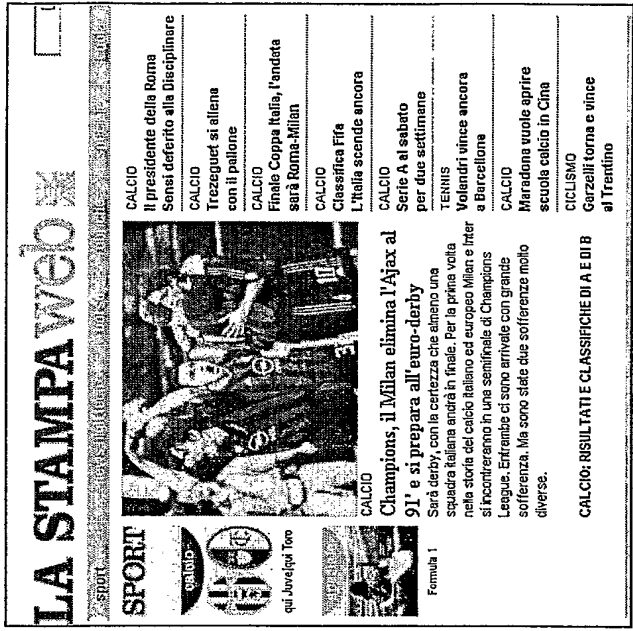 LA STAMPAweb
sport
SPORT
calcio
qui Juve|qui Toro
Formula 1
CALCIO
Champions, il Milan elimina l'Ajax al
91' e si prepara all'euro-derby
Sarà derby, con la certezza che almeno una
squadra italiana andrà in finale. Per la prima volta
nella storia del calcio italiano ed europeo Milan e Inter
si incontreranno in una semifinale di Champions
League. Entrambe ci sono arrivate con grande
sofferenza. Ma sono state due sofferenze molto
diverse.
CALCIO: RISULTATI E CLASSIFICHE DI A E DI B
CALCIO
Il presidente della Roma
Sensi deferito alla Disciplinare
CALCIO
Trezeguet si allena
con il pallone
CALCIO
Finale Coppa Italia, l'andata
sarà Roma-Milan
CALCIO
Classifica Fifa
L'Italia scende ancora
CALCIO
Serie A al sabato
per due settimane
TENNIS
Volandri vince ancora
a Barcellona
CALCIO
Maradona vuole aprire
scuola calcio in Cina
CICLISMO
Garzelli torna e vince
al Trentino